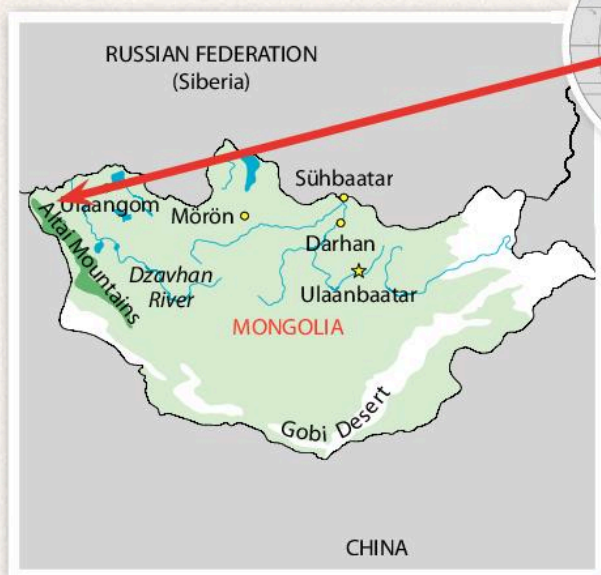 RUSSIAN FEDERATION
(Siberia)
Sühbaatar
Ulaangom
Mörön
Darhan
Altai Mountains
Dzavhan
River
Ulaanbaatar
MONGOLIA
Gobi Desert
CHINA